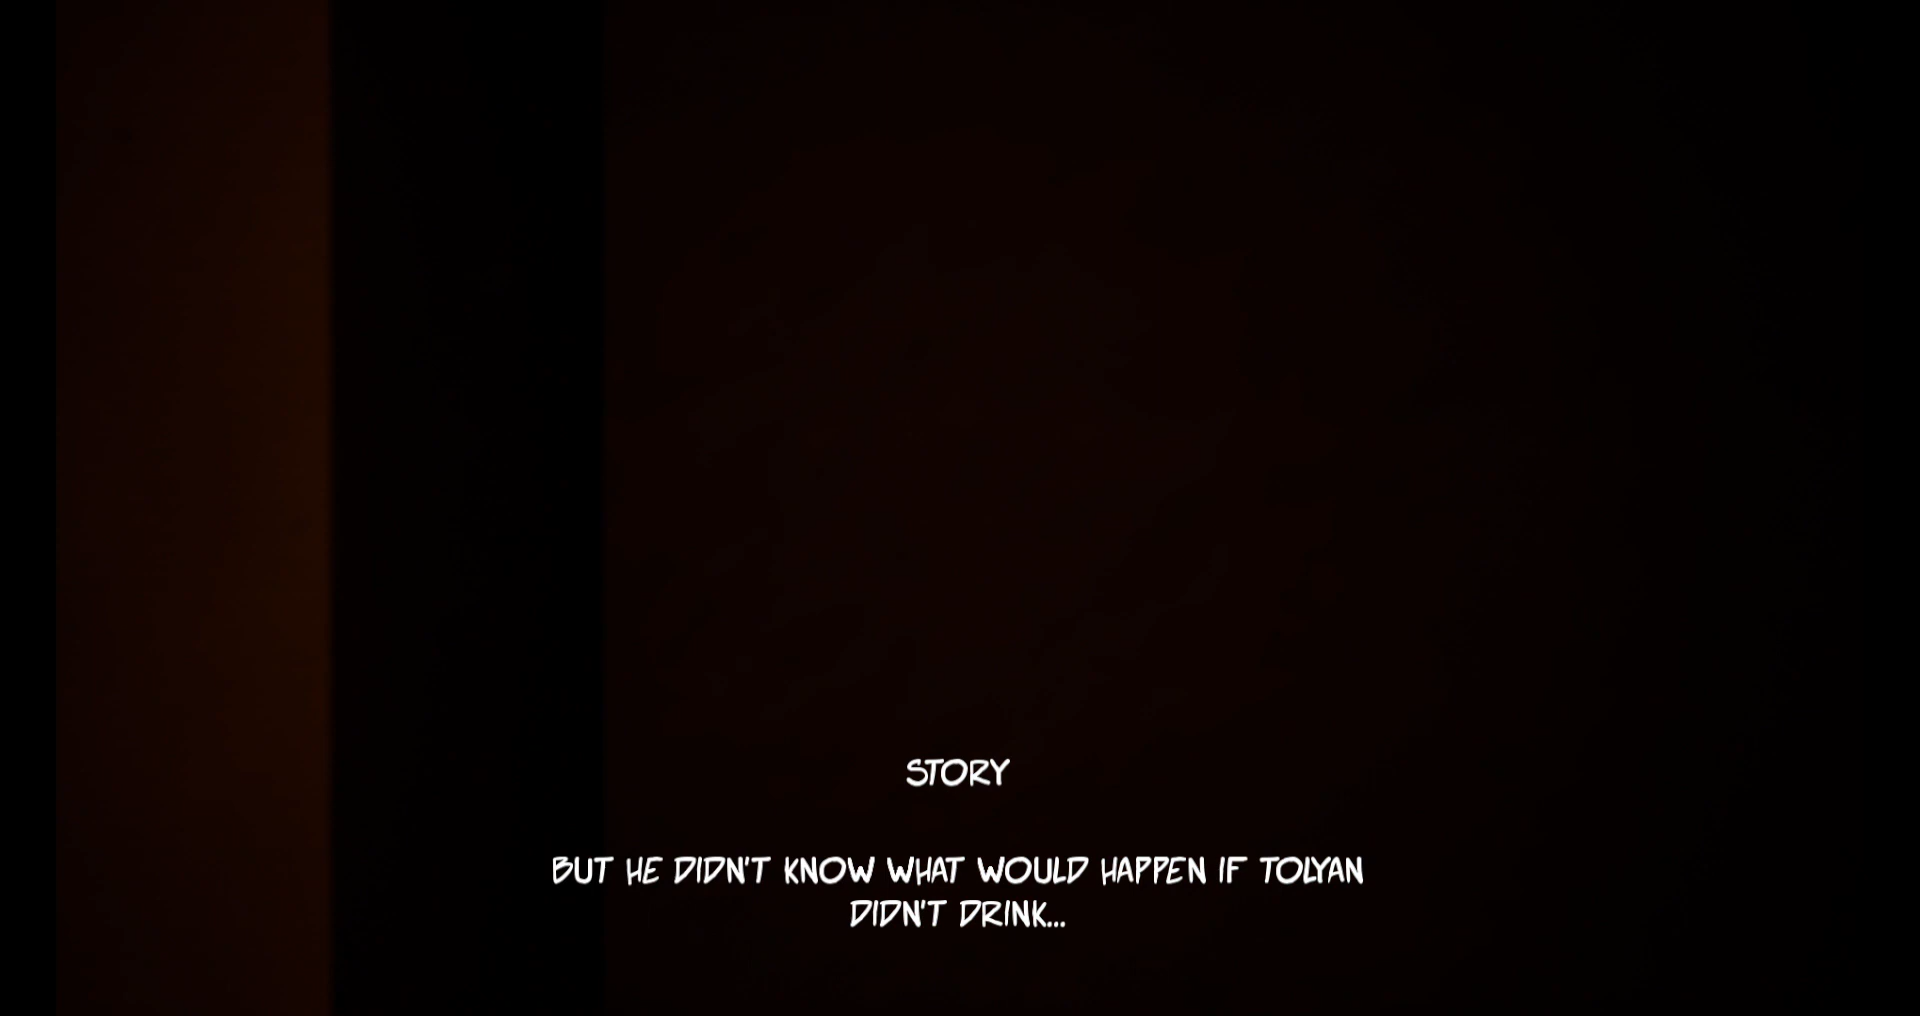 STORY
BUT HE DIDN'T KNOW WHAT WOULD HAPPEN IF TOLYAN
DIDN'T DRINK...